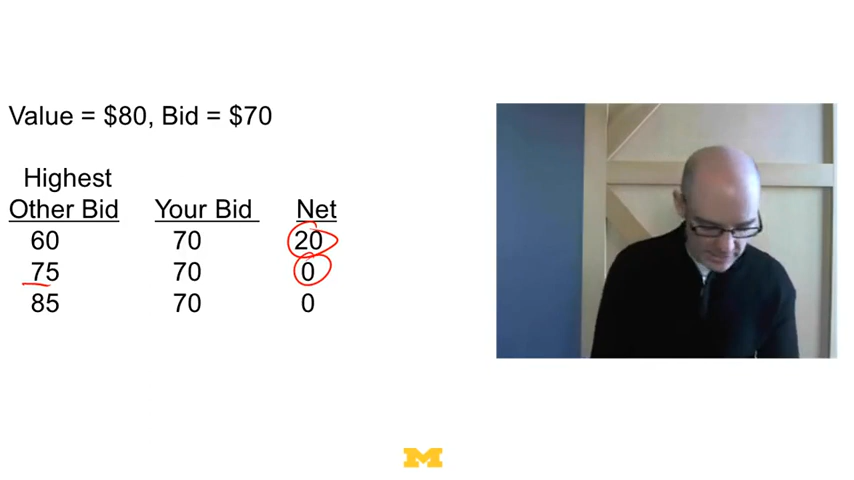 Value = $80, Bid = $70
Highest
Other Bid Your Bid Net
60 70 20
75 70 0
85 70 0
M